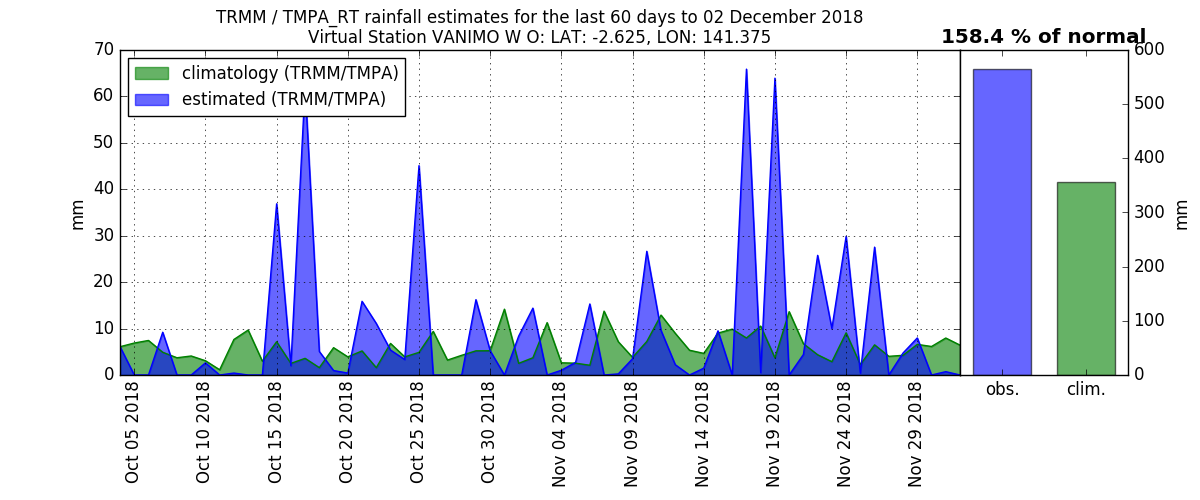 TRMM / TMPA_RT rainfall estimates for the last 60 days to 02 December 2018
Virtual Station VANIMO W O: LAT: -2.625, LON: 141.375
158.4 % of normal
climatology (TRMM/TMPA)
estimated (TRMM/TMPA)
70
60
50
40
30
20
10
0
mm
Oct 05 2018
Oct 10 2018
Oct 15 2018
Oct 20 2018
Oct 25 2018
Oct 30 2018
Nov 04 2018
Nov 09 2018
Nov 14 2018
Nov 19 2018
Nov 24 2018
Nov 29 2018
600
500
400
300
200
100
0
mm
obs.
clim.